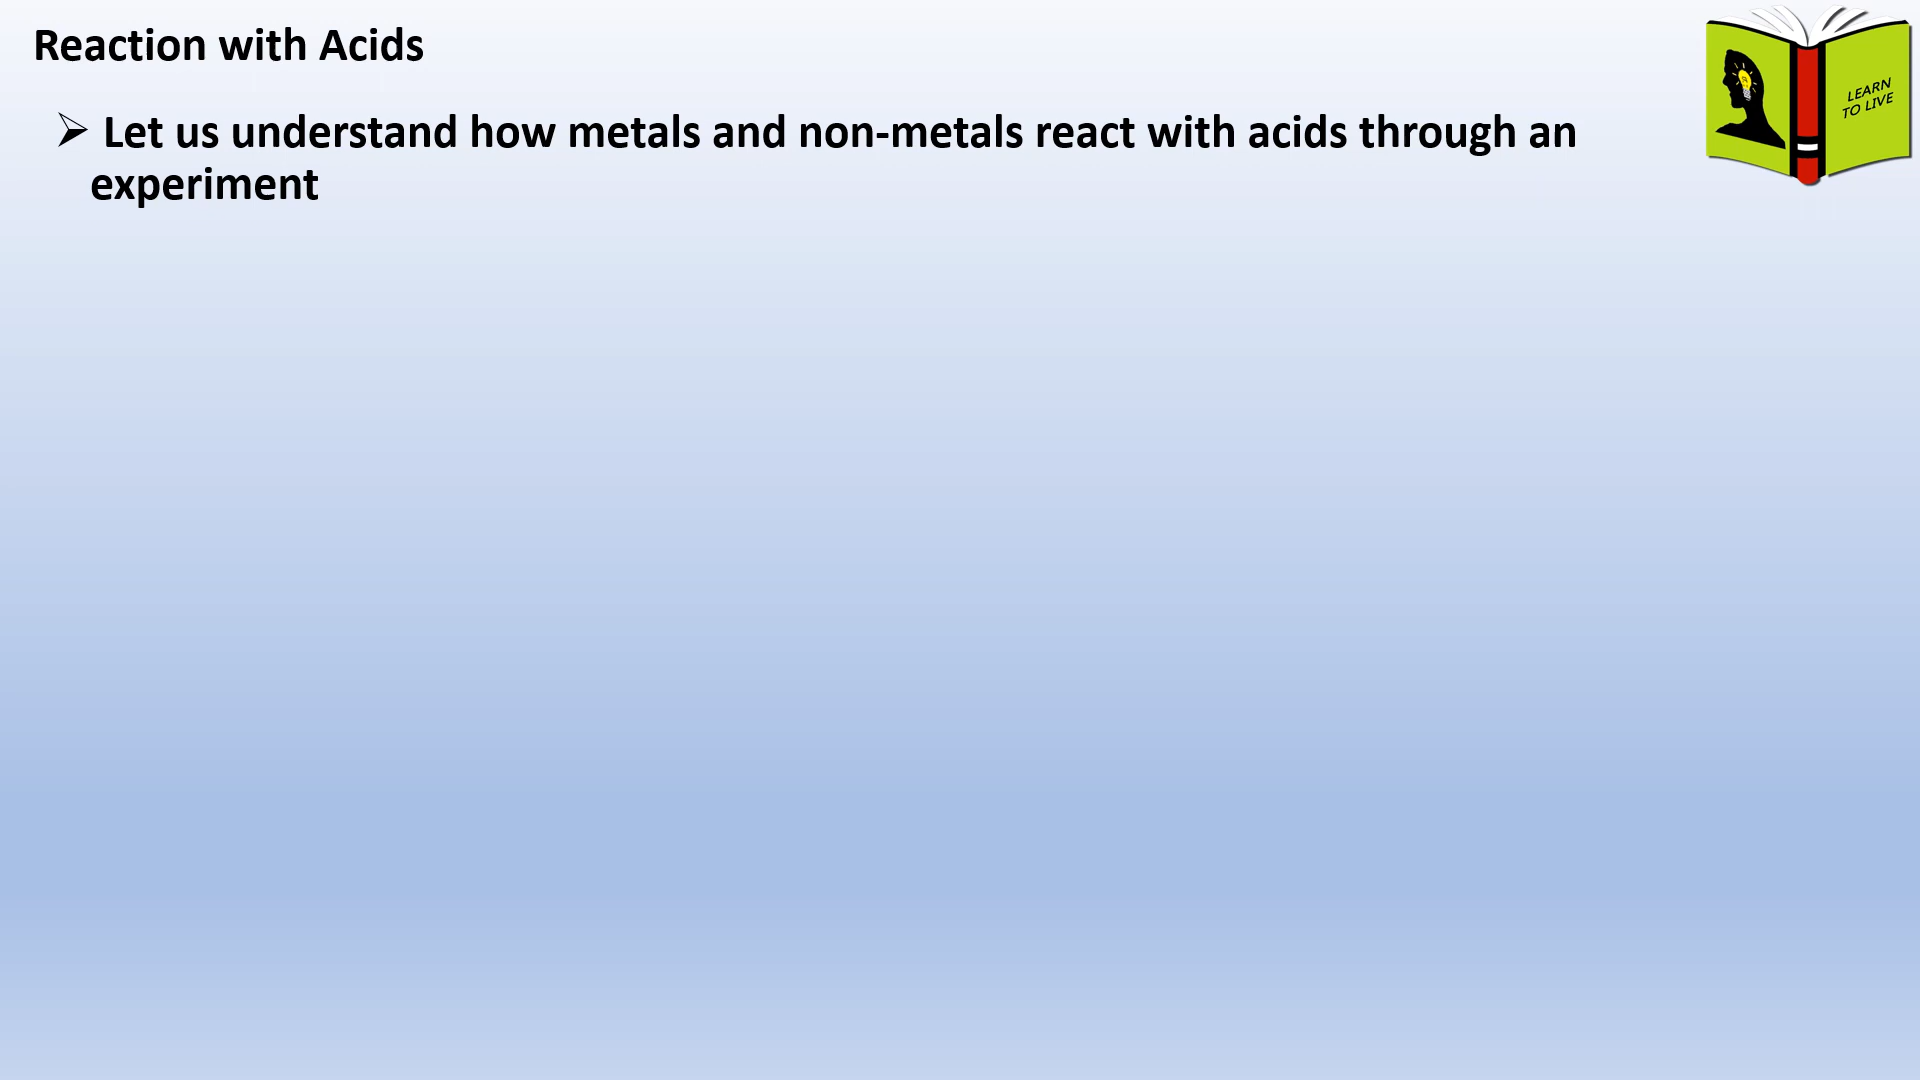 Reaction with Acids
➢ Let us understand how metals and non-metals react with acids through an
experiment
LEARN
TO LIVE